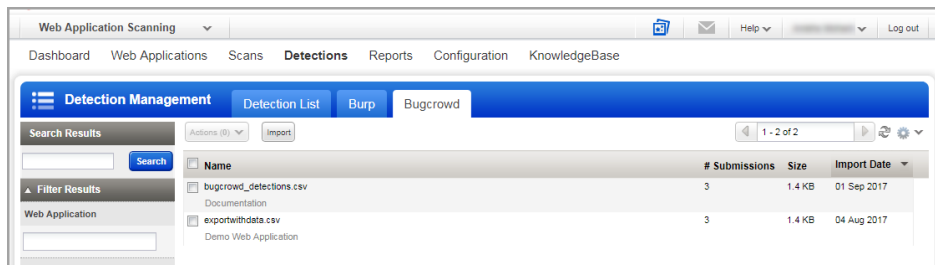 Web Application Scanning
Help
Log out
Dashboard Web Applications Scans Detections Reports Configuration KnowledgeBase
Detection Management Detection List Burp Bugcrowd
Search Results
Actions (0) Import 1 - 2 of 2
Search
Name # Submissions Size Import Date
Filter Results
bugcrowd_detections.csv 3 1.4 KB 01 Sep 2017
Documentation
Web Application
exportwithdata.csv 3 1.4 KB 04 Aug 2017
Demo Web Application